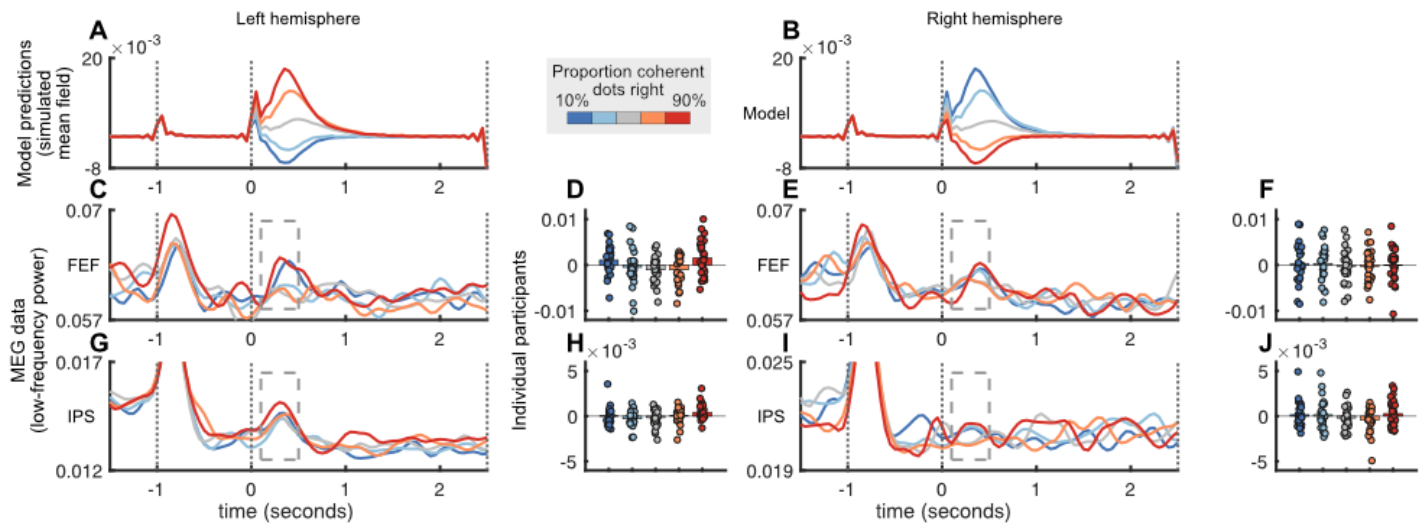 Left hemisphere
Right hemisphere
A
B
× 10⁻³
× 10⁻³
20
20
-8
-8
Model predictions
(simulated
mean field)
Proportion coherent
dots right
10%
90%
Model
-1
0
1
2
-1
0
1
2
C
D
E
F
0.07
0.057
FEF
0.01
0
-0.01
0.07
0.057
FEF
0.01
0
-0.01
-1
0
1
2
-1
0
1
2
MEG data
(low-frequency power)
Individual participants
G
H
I
J
0.017
0.012
IPS
× 10⁻³
5
0
-5
0.025
0.019
IPS
× 10⁻³
5
0
-5
-1
0
1
2
-1
0
1
2
time (seconds)
time (seconds)